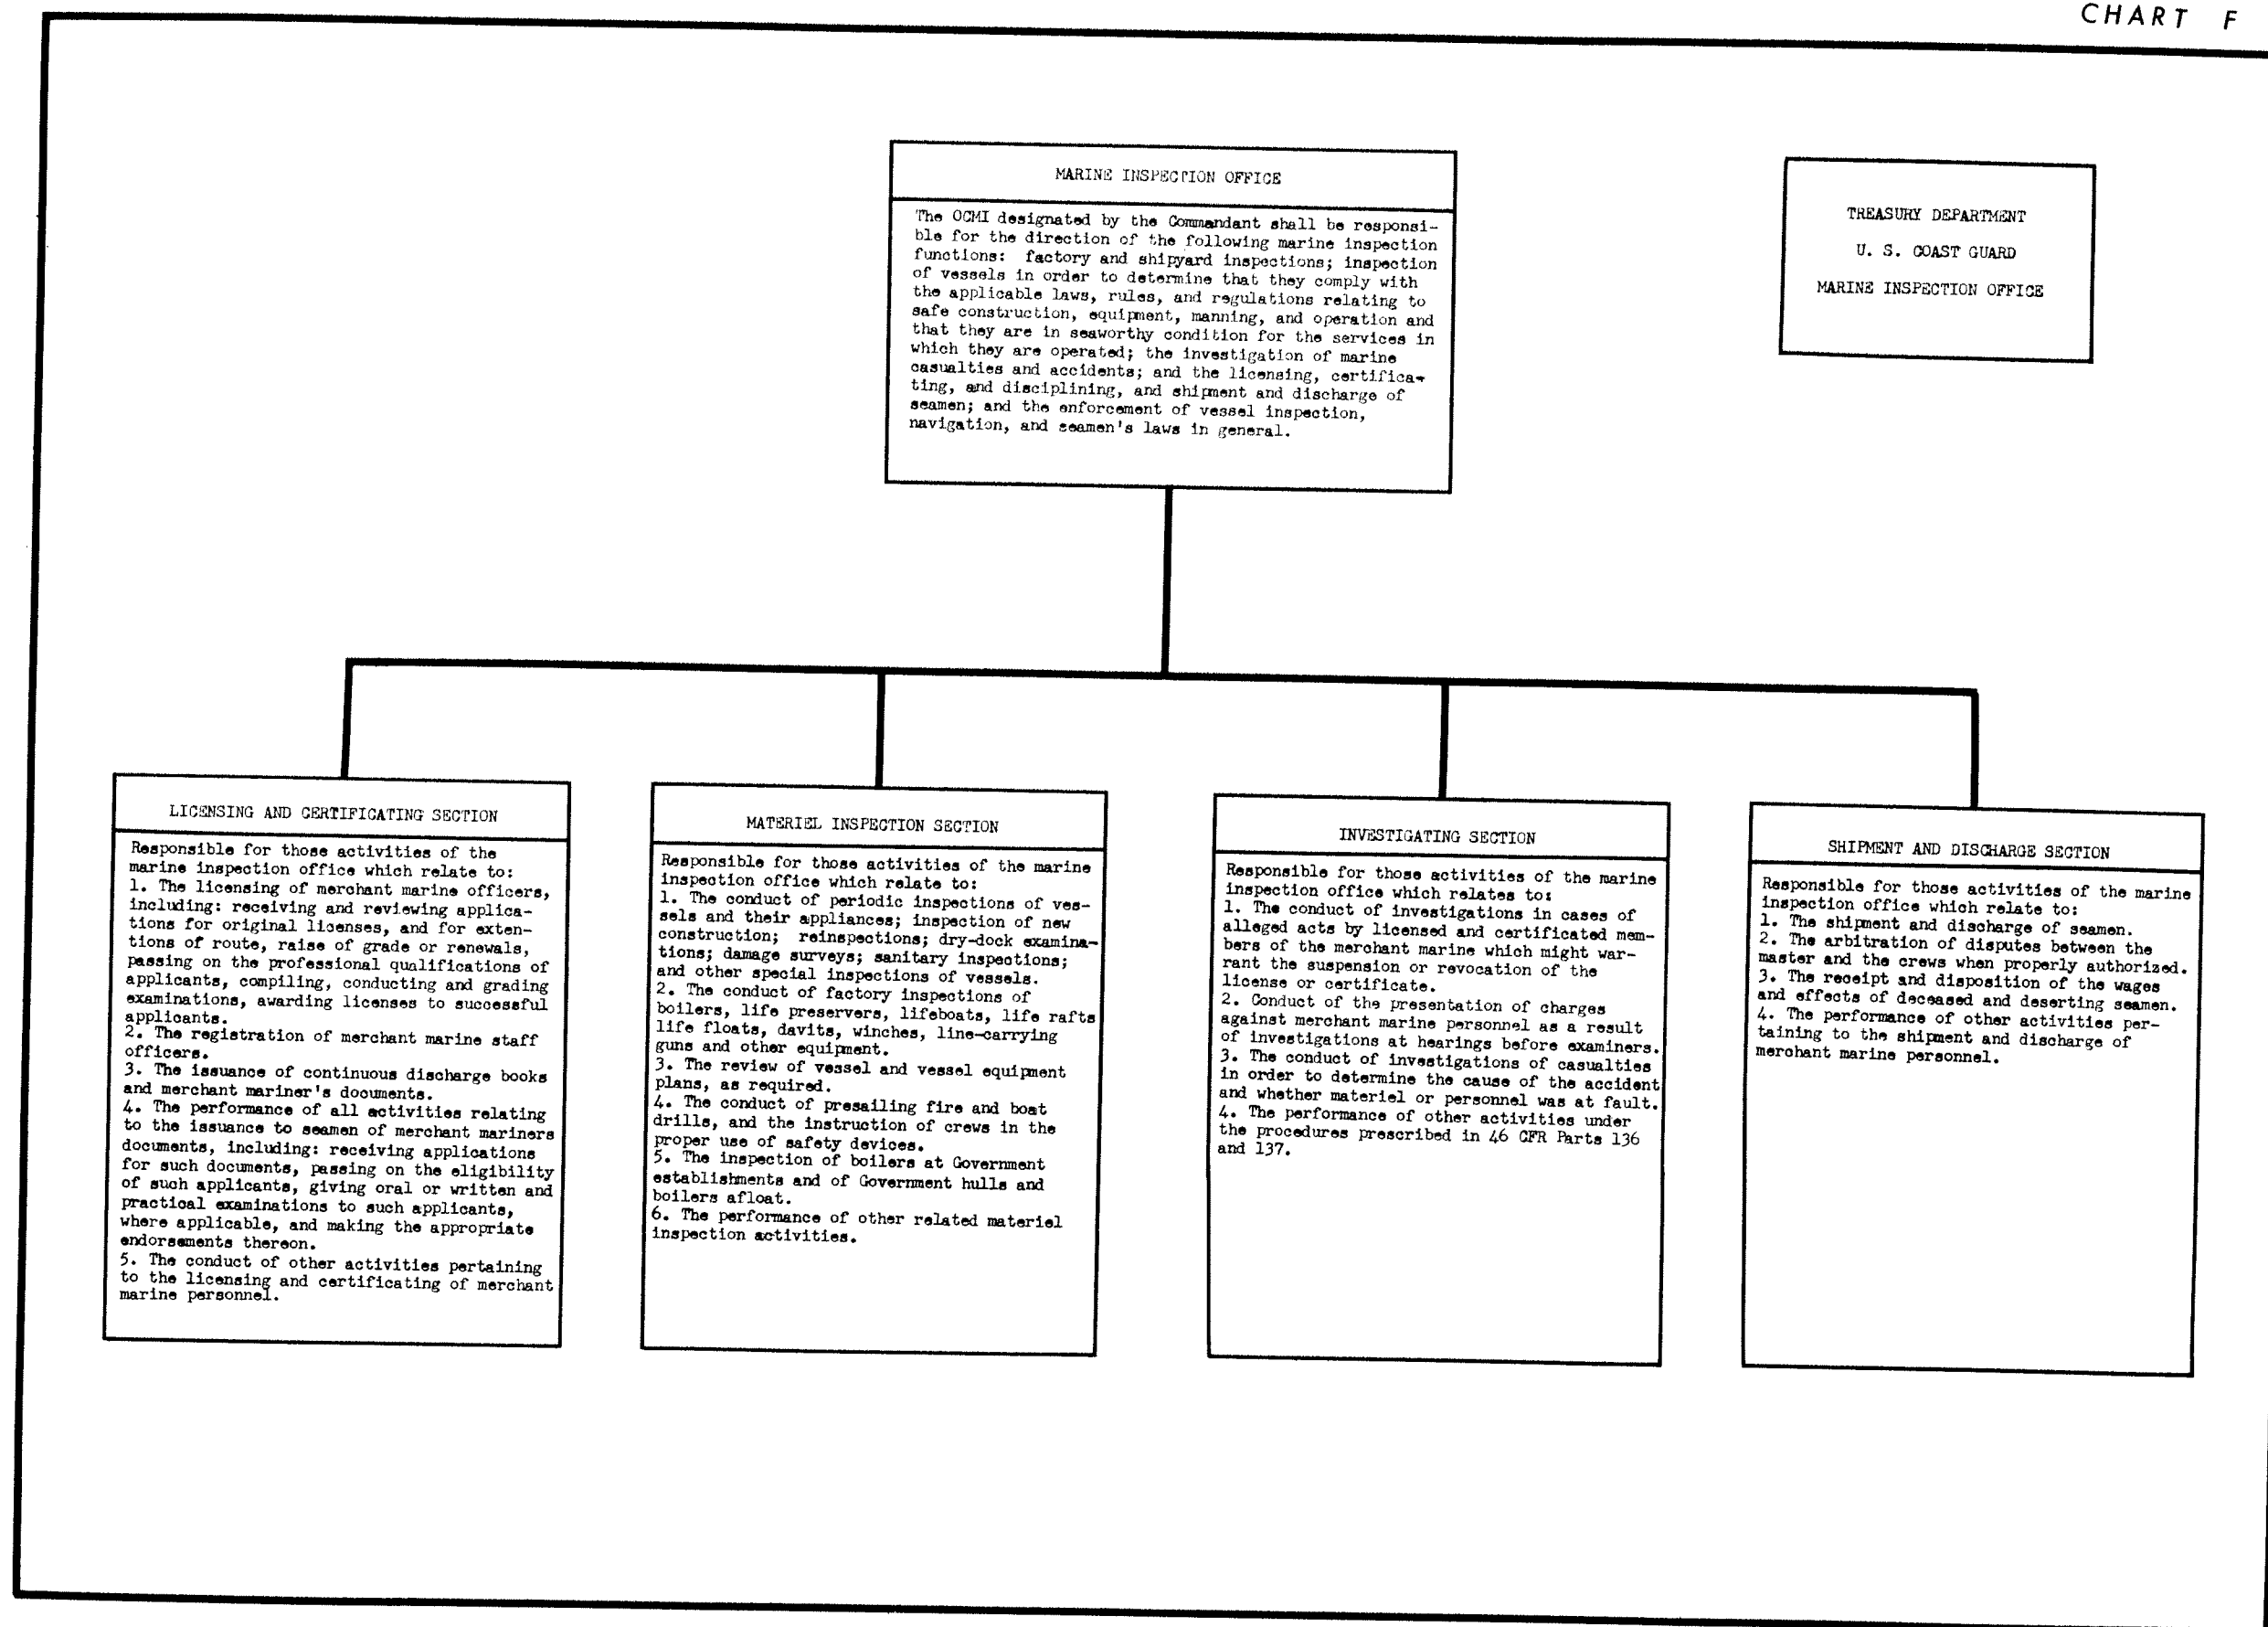 CHART F
MARINE INSPECTION OFFICE
The OCMI designated by the Commandant shall be responsi-
ble for the direction of the following marine inspection
functions: factory and shipyard inspections; inspection
of vessels in order to determine that they comply with
the applicable laws, rules, and regulations relating to
safe construction, equipment, manning, and operation and
that they are in seaworthy condition for the services in
which they are operated; the investigation of marine
casualties and accidents; and the licensing, certifica-
ting, and disciplining, and shipment and discharge of
seamen; and the enforcement of vessel inspection,
navigation, and seamen's laws in general.
TREASURY DEPARTMENT
U. S. COAST GUARD
MARINE INSPECTION OFFICE
LICENSING AND CERTIFICATING SECTION
Responsible for those activities of the
marine inspection office which relate to:
1. The licensing of merchant marine officers,
including: receiving and reviewing applica-
tions for original licenses, and for exten-
tions of route, raise of grade or renewals,
passing on the professional qualifications of
applicants, compiling, conducting and grading
examinations, awarding licenses to successful
applicants.
2. The registration of merchant marine staff
officers.
3. The issuance of continuous discharge books
and merchant mariner's documents.
4. The performance of all activities relating
to the issuance to seamen of merchant mariners
documents, including: receiving applications
for such documents, passing on the eligibility
of such applicants, giving oral or written and
practical examinations to such applicants,
where applicable, and making the appropriate
endorsements thereon.
5. The conduct of other activities pertaining
to the licensing and certificating of merchant
marine personnel.
MATERIEL INSPECTION SECTION
Responsible for those activities of the marine
inspection office which relate to:
1. The conduct of periodic inspections of ves-
sels and their appliances; inspection of new
construction; reinspections; dry-dock examina-
tions; damage surveys; sanitary inspections;
and other special inspections of vessels.
2. The conduct of factory inspections of
boilers, life preservers, lifeboats, life rafts
life floats, davits, winches, line-carrying
guns and other equipment.
3. The review of vessel and vessel equipment
plans, as required.
4. The conduct of presailing fire and boat
drills, and the instruction of crews in the
proper use of safety devices.
5. The inspection of boilers at Government
establishments and of Government hulls and
boilers afloat.
6. The performance of other related materiel
inspection activities.
INVESTIGATING SECTION
Responsible for those activities of the marine
inspection office which relates to:
1. The conduct of investigations in cases of
alleged acts by licensed and certificated mem-
bers of the merchant marine which might war-
rant the suspension or revocation of the
license or certificate.
2. Conduct of the presentation of charges
against merchant marine personnel as a result
of investigations at hearings before examiners.
3. The conduct of investigations of casualties
in order to determine the cause of the accident
and whether materiel or personnel was at fault.
4. The performance of other activities under
the procedures prescribed in 46 CFR Parts 136
and 137.
SHIPMENT AND DISCHARGE SECTION
Responsible for those activities of the marine
inspection office which relate to:
1. The shipment and discharge of seamen.
2. The arbitration of disputes between the
master and the crews when properly authorized.
3. The receipt and disposition of the wages
and effects of deceased and deserting seamen.
4. The performance of other activities per-
taining to the shipment and discharge of
merchant marine personnel.